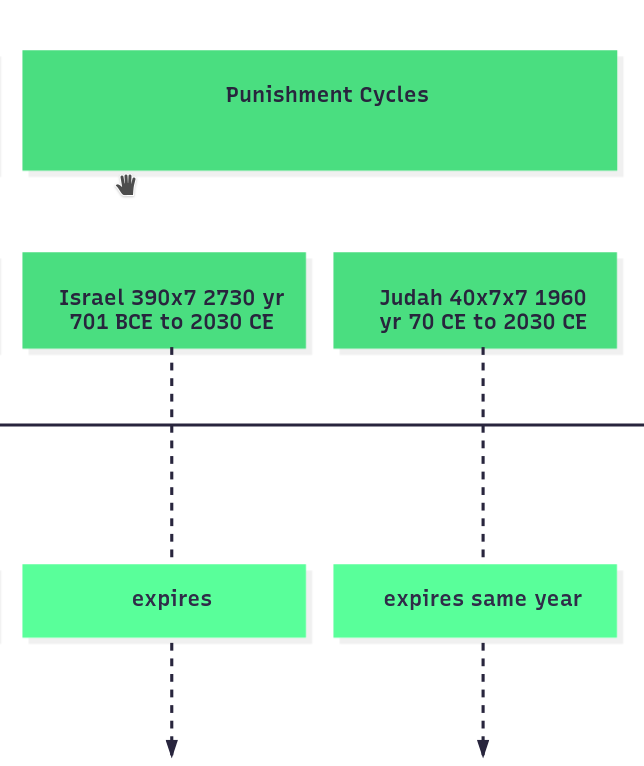 Punishment Cycles
Israel 390x7 2730 yr
701 BCE to 2030 CE
Judah 40x7x7 1960
yr 70 CE to 2030 CE
expires
expires same year